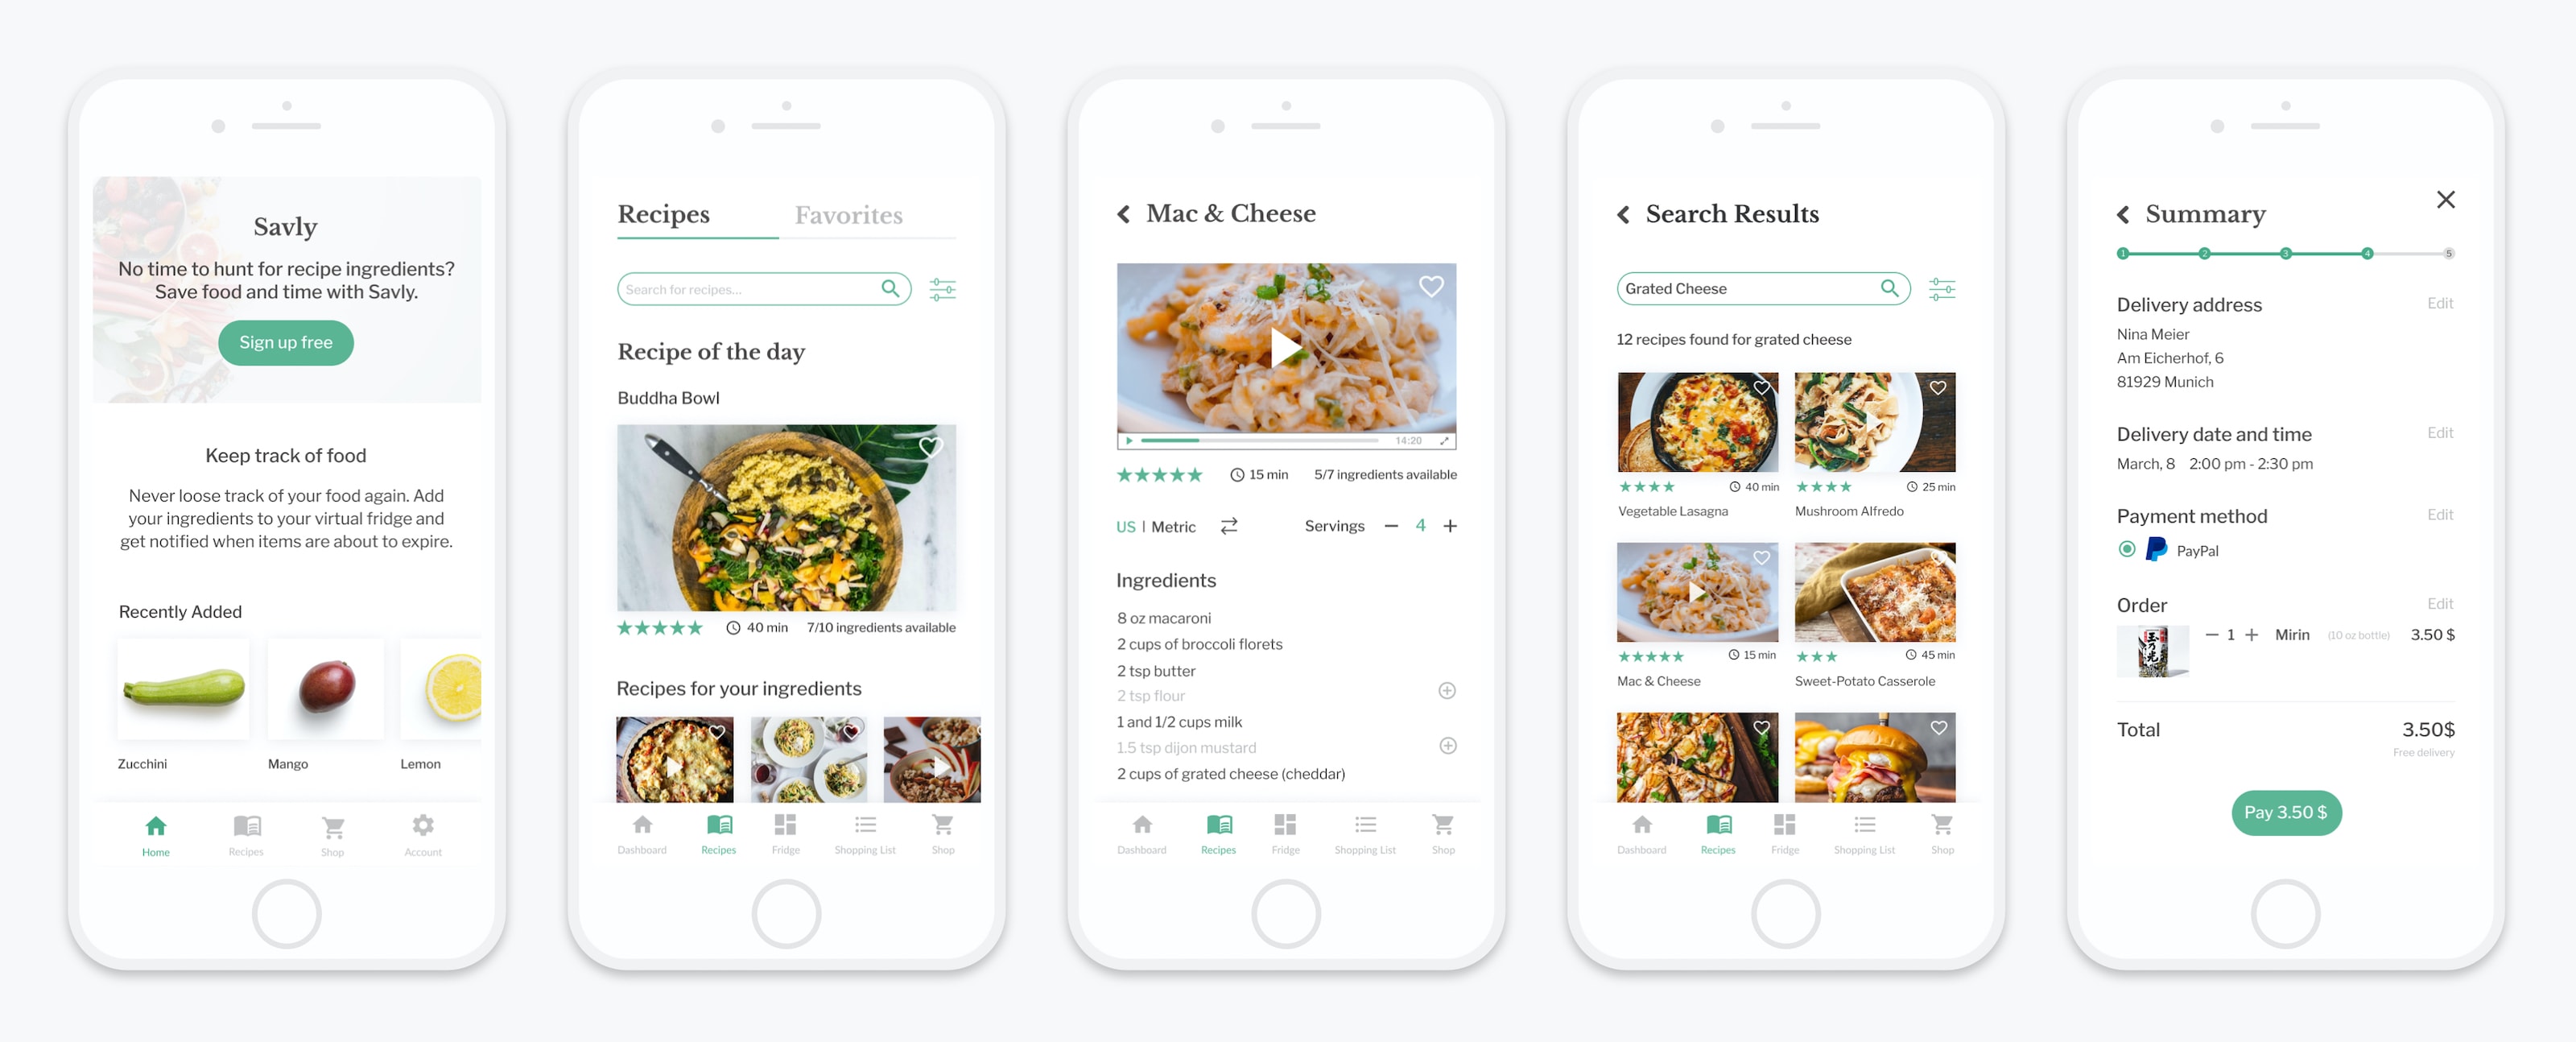 Savly
No time to hunt for recipe ingredients?
Save food and time with Savly.
Sign up free
Keep track of food
Never loose track of your food again. Add
your ingredients to your virtual fridge and
get notified when items are about to expire.
Recently Added
Zucchini Mango Lemon
Home Recipes Shop Account
Recipes Favorites
Search for recipes...
Recipe of the day
Buddha Bowl
40 min 7/10 ingredients available
Recipes for your ingredients
Dashboard Recipes Fridge Shopping List Shop
Mac & Cheese
14:20
15 min 5/7 ingredients available
US | Metric Servings 4
Ingredients
8 oz macaroni
2 cups of broccoli florets
2 tsp butter
2 tsp flour
1 and 1/2 cups milk
1.5 tsp dijon mustard
2 cups of grated cheese (cheddar)
Dashboard Recipes Fridge Shopping List Shop
Search Results
Grated Cheese
12 recipes found for grated cheese
40 min 25 min
Vegetable Lasagna Mushroom Alfredo
15 min 45 min
Mac & Cheese Sweet-Potato Casserole
Dashboard Recipes Fridge Shopping List Shop
Summary
1 2 3 4 5
Delivery address Edit
Nina Meier
Am Eicherhof, 6
81929 Munich
Delivery date and time Edit
March, 8 2:00 pm - 2:30 pm
Payment method Edit
PayPal
Order Edit
玉乃光
1 Mirin (10 oz bottle) 3.50 $
Total 3.50$
Free delivery
Pay 3.50 $